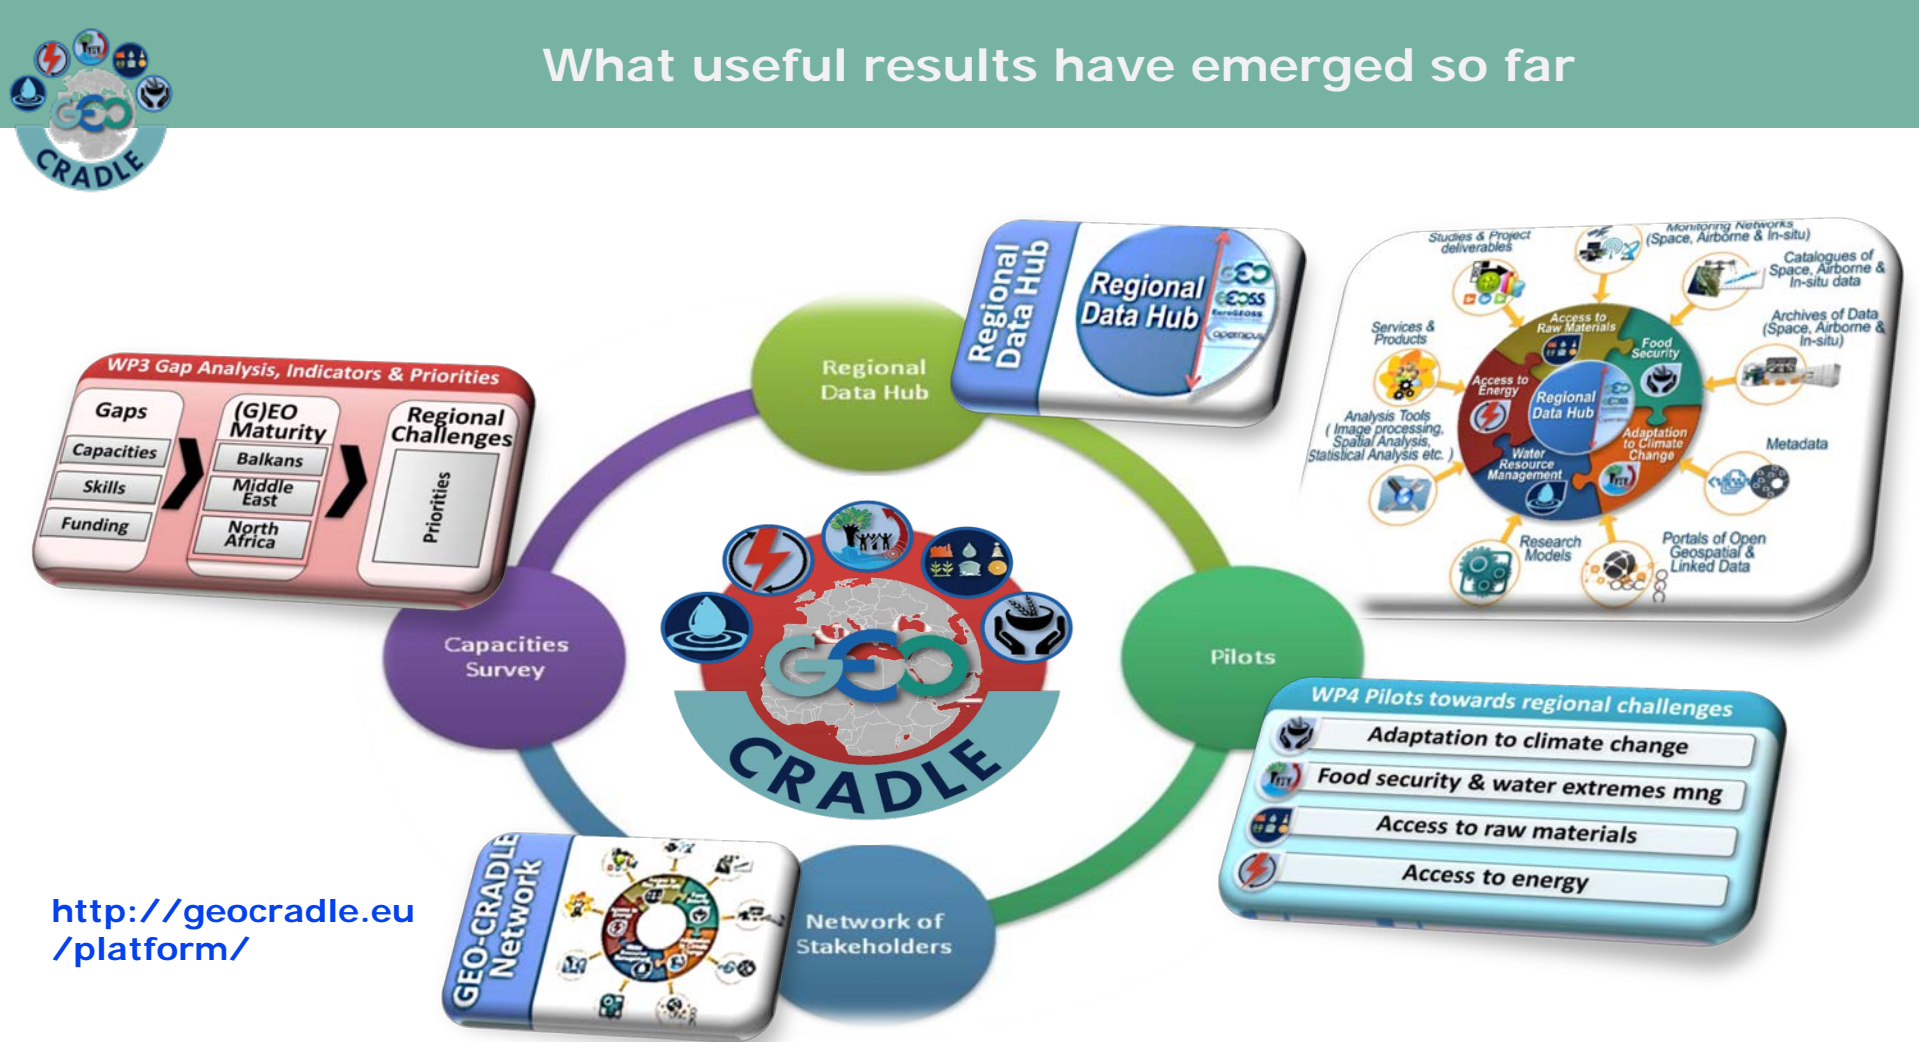 What useful results have emerged so far
GEO
CRADLE
Regional
Data Hub
Regional
Data Hub
Regional
Data Hub
GEO
GEOSS
EuroGEOSS
Copernicus
Studies & Project
deliverables
Monitoring Networks
(Space, Airborne & In-situ)
Catalogues of
Space, Airborne &
In-situ data
Archives of Data
(Space, Airborne &
In-situ)
Metadata
Portals of Open
Geospatial &
Linked Data
Research
Models
Analysis Tools
( Image processing,
Spatial Analysis,
Statistical Analysis etc. )
Services &
Products
Access to
Raw Materials
Food
Security
Adaptation
to Climate
Change
Water
Resource
Management
Access to
Energy
Regional
Data Hub
OGC
WP3 Gap Analysis, Indicators & Priorities
Gaps
Capacities
Skills
Funding
(G)EO
Maturity
Balkans
Middle
East
North
Africa
Regional
Challenges
Priorities
Capacities
Survey
GEO
CRADLE
Pilots
WP4 Pilots towards regional challenges
Adaptation to climate change
Food security & water extremes mng
Access to raw materials
Access to energy
GEO-CRADLE
Network
Network of
Stakeholders
http://geocradle.eu
/platform/